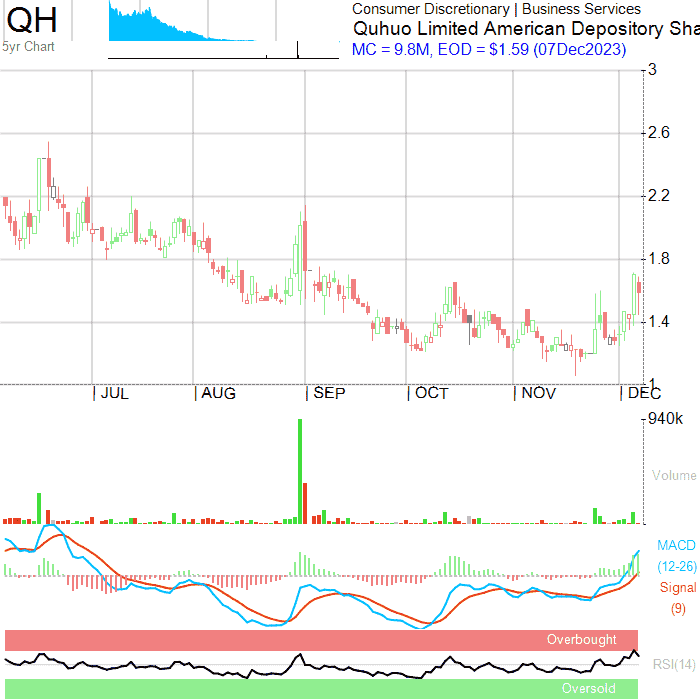 QH
5yr Chart
Consumer Discretionary | Business Services
Quhuo Limited American Depository Sha
MC = 9.8M, EOD = $1.59 (07Dec2023)
3
2.6
2.2
1.8
1.4
1
JUL
AUG
SEP
OCT
NOV
DEC
940k
Volume
MACD
(12-26)
Signal
(9)
Overbought
RSI(14)
Oversold